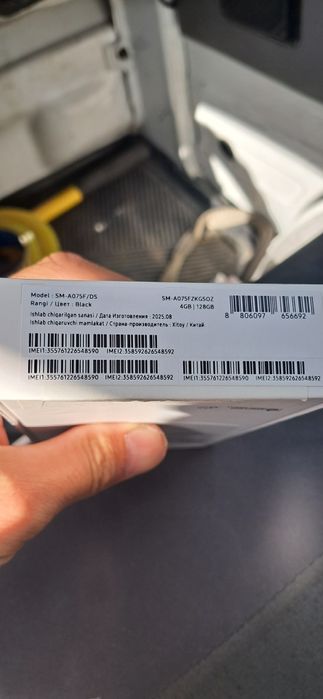 Model : SM-A075F/DS
SM-A075FZKGSOZ
Rangi / Цвет : Black
4GB | 128GB
Ishlab chiqarilgan sanasi / Дата Изготовления : 2025.08
Ishlab chiqaruvchi mamlakat / Страна-производитель : Xitoy / Китай
8 806097 656692
IMEI1:355761226548590 IMEI2:358592626548592
IMEI1:355761226548590 IMEI2:358592626548592 IMEI1:355761226548590 IMEI2:358592626548592